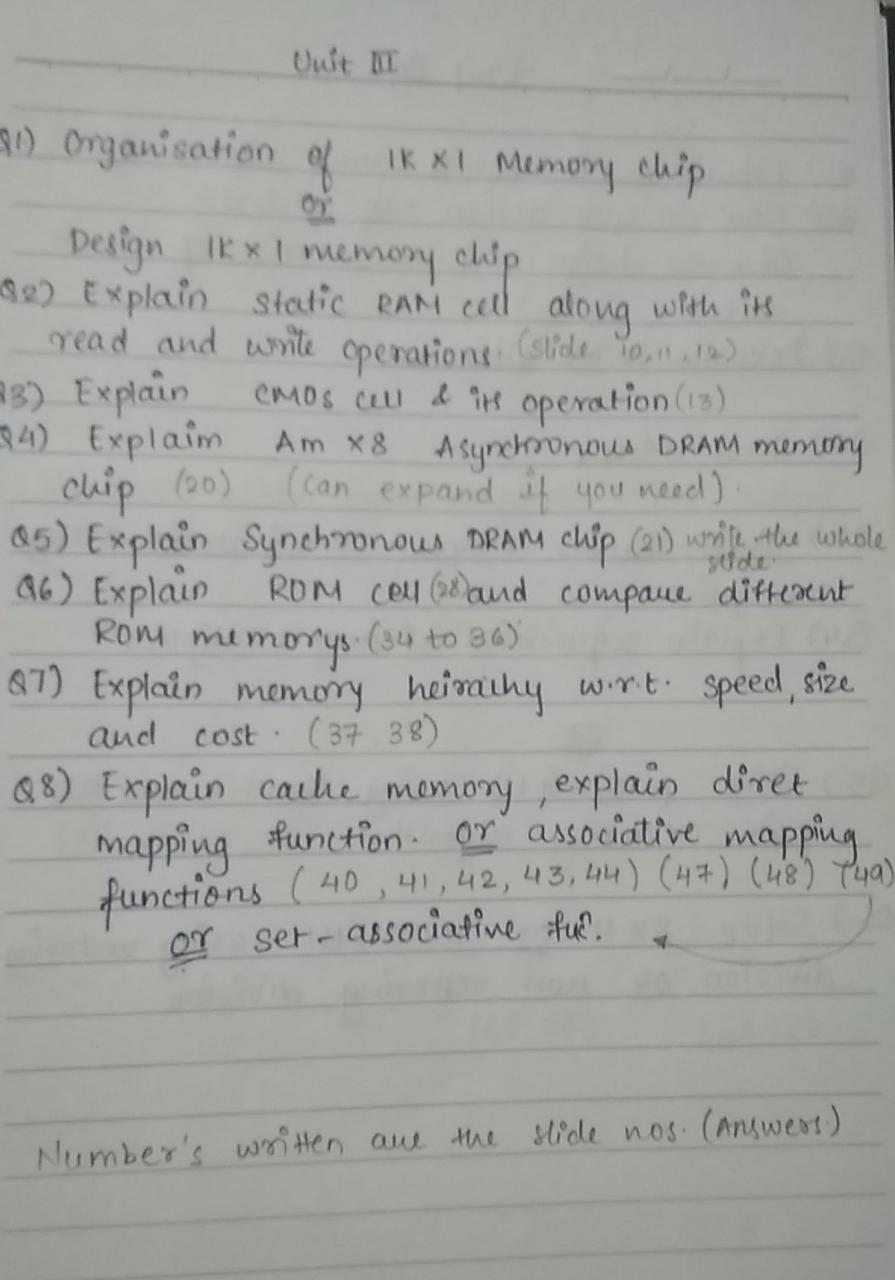 Unit III
Q1) Organisation of 1K x 1 Memory chip
or
Design 1K x 1 memory chip
Q2) Explain static RAM cell along with its
read and write operations. (slide 10, 11, 12)
Q3) Explain CMOS cell & its operation (13)
Q4) Explaim Am x8 Asynchronous DRAM memory
chip (20) (can expand if you need).
Q5) Explain Synchronous DRAM chip (21) write the whole
slide.
Q6) Explain ROM cell (28) and compaue different
ROM memorys. (34 to 36)
Q7) Explain memory heirachy w.r.t. speed, size
and cost. (37 38)
Q8) Explain cache memory, explain diret
mapping function. or associative mapping
functions (40, 41, 42, 43, 44) (47) (48) (49)
or set-associative fun.
Number's written aue the slide nos. (Answers)